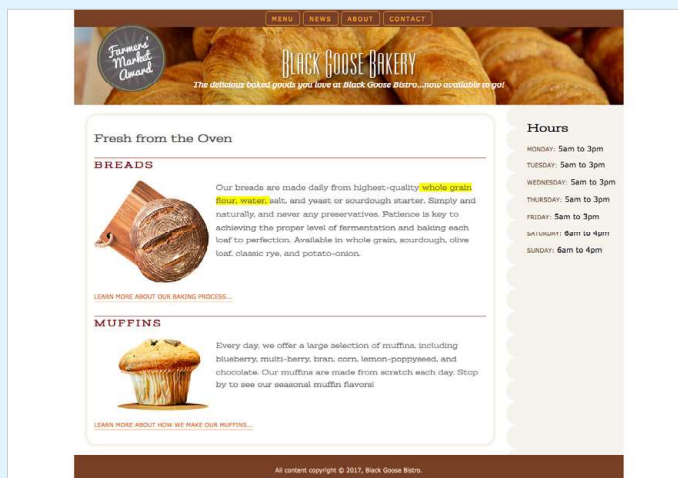 MENU NEWS ABOUT CONTACT
Farmers'
Market
Award
BLACK GOOSE BAKERY
The delicious baked goods you love at Black Goose Bistro...now available to go!
Fresh from the Oven
BREADS
Our breads are made daily from highest-quality whole grain
flour, water, salt, and yeast or sourdough starter. Simply and
naturally, and never any preservatives. Patience is key to
achieving the proper level of fermentation and baking each
loaf to perfection. Available in whole grain, sourdough, olive
loaf, classic rye, and potato-onion.
LEARN MORE ABOUT OUR BAKING PROCESS...
MUFFINS
Every day, we offer a large selection of muffins, including
blueberry, multi-berry, bran, corn, lemon-poppyseed, and
chocolate. Our muffins are made from scratch each day. Stop
by to see our seasonal muffin flavors!
LEARN MORE ABOUT HOW WE MAKE OUR MUFFINS...
Hours
MONDAY: 5am to 3pm
TUESDAY: 5am to 3pm
WEDNESDAY: 5am to 3pm
THURSDAY: 5am to 3pm
FRIDAY: 5am to 3pm
SATURDAY: 6am to 4pm
SUNDAY: 6am to 4pm
All content copyright © 2017, Black Goose Bistro.